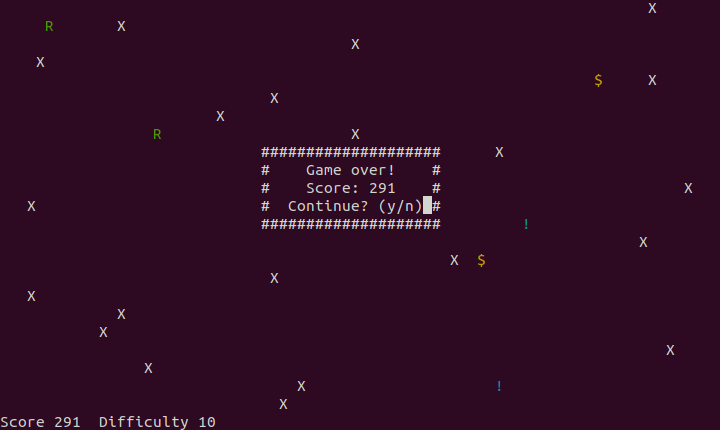 X
R X
X
X
$ X
X
X
R X
####################
X
# Game over! #
# Score: 291 #
X
X
# Continue? (y/n) #
####################
!
X
X $
X
X
X
X
X
X
X !
X
Score 291 Difficulty 10